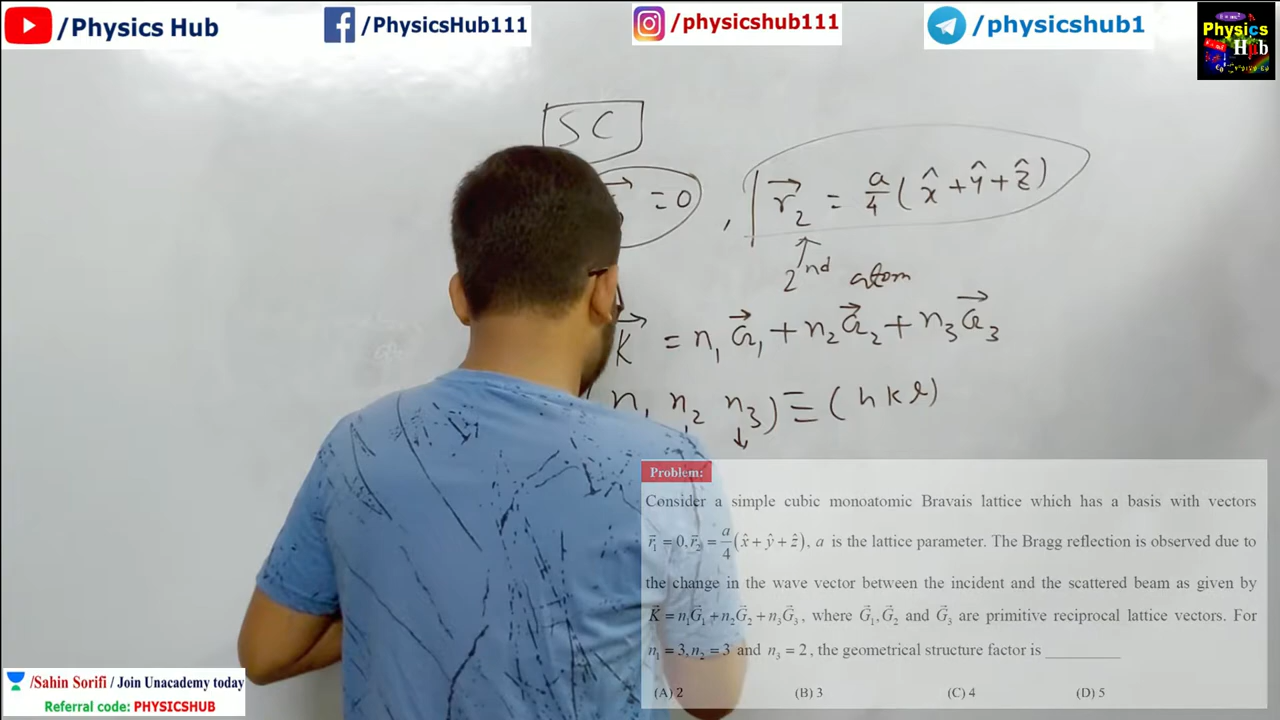 /Physics Hub
/PhysicsHub111
/physicshub111
/physicshub1
Physics
Hub
SC
= 0 , r⃗₂ = a/4 ( x̂ + ŷ + ẑ )
2nd atom
K⃗ = n₁ G⃗₁ + n₂ G⃗₂ + n₃ G⃗₃
n₁ n₂ n₃ ) ≡ ( h k l )
Problem:
Consider a simple cubic monoatomic Bravais lattice which has a basis with vectors
r⃗₁ = 0, r⃗₂ = a/4 (x̂ + ŷ + ẑ), a is the lattice parameter. The Bragg reflection is observed due to
the change in the wave vector between the incident and the scattered beam as given by
K⃗ = n₁G⃗₁ + n₂G⃗₂ + n₃G⃗₃, where G⃗₁, G⃗₂ and G⃗₃ are primitive reciprocal lattice vectors. For
n₁ = 3, n₂ = 3 and n₃ = 2, the geometrical structure factor is ________
(A) 2 (B) 3 (C) 4 (D) 5
/Sahin Sorifi / Join Unacademy today
Referral code: PHYSICSHUB